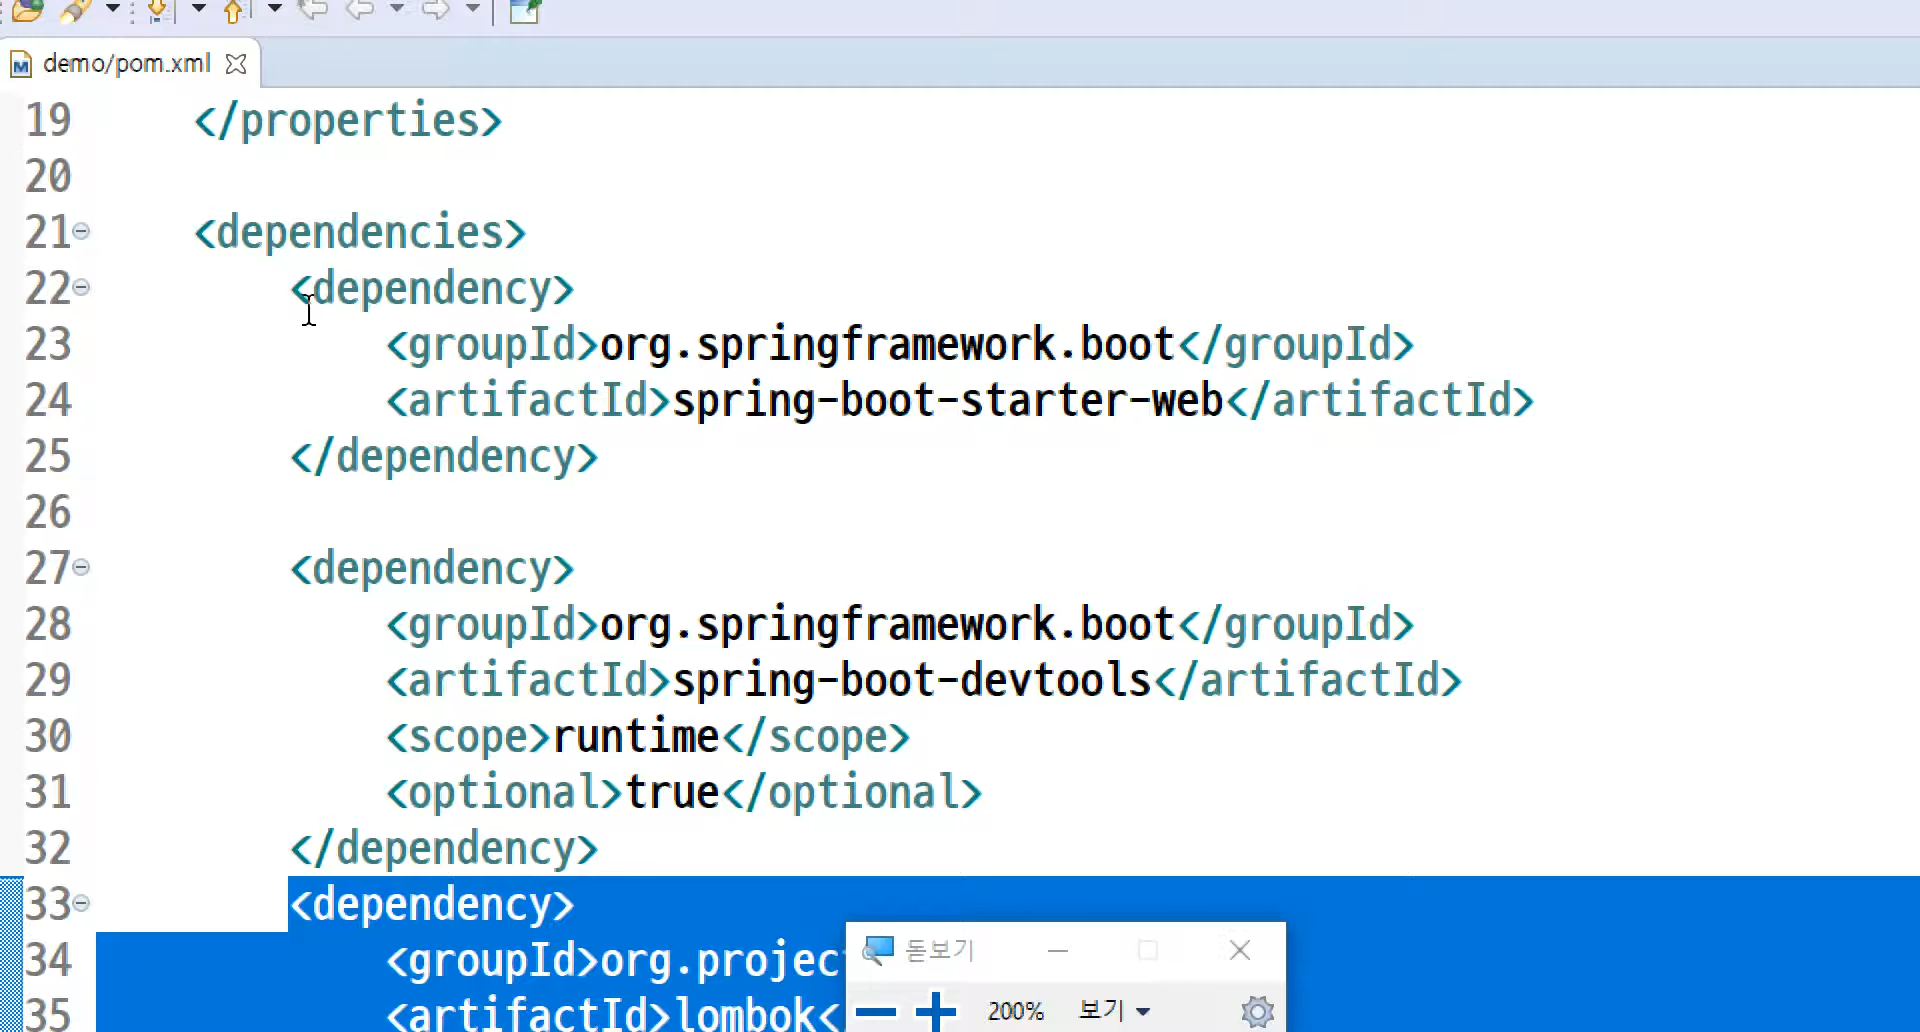 demo/pom.xml
19 </properties>
20
21 <dependencies>
22 <dependency>
23 <groupId>org.springframework.boot</groupId>
24 <artifactId>spring-boot-starter-web</artifactId>
25 </dependency>
26
27 <dependency>
28 <groupId>org.springframework.boot</groupId>
29 <artifactId>spring-boot-devtools</artifactId>
30 <scope>runtime</scope>
31 <optional>true</optional>
32 </dependency>
33 <dependency>
34 <groupId>org.projec
35 <artifactId>lombok<
돋보기
200% 보기